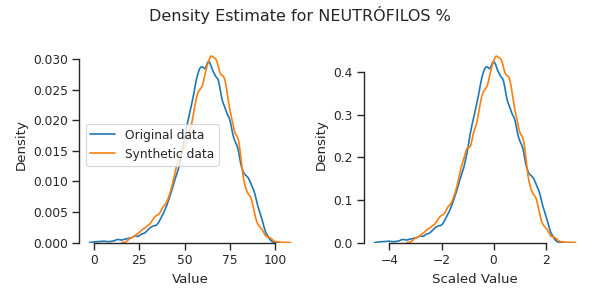 Density Estimate for NEUTRÓFILOS %
Density
0.030
0.025
0.020
0.015
0.010
0.005
0.000
Original data
Synthetic data
0 25 50 75 100
Value
Density
0.4
0.3
0.2
0.1
0.0
−4 −2 0 2
Scaled Value